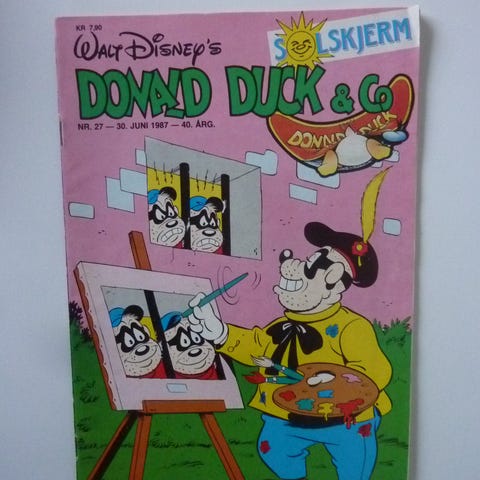 KR 7,90
WALT DISNEY'S
SOLSKJERM
DONALD DUCK & Co
DONALD DUCK
NR. 27 — 30. JUNI 1987 — 40. ÅRG.